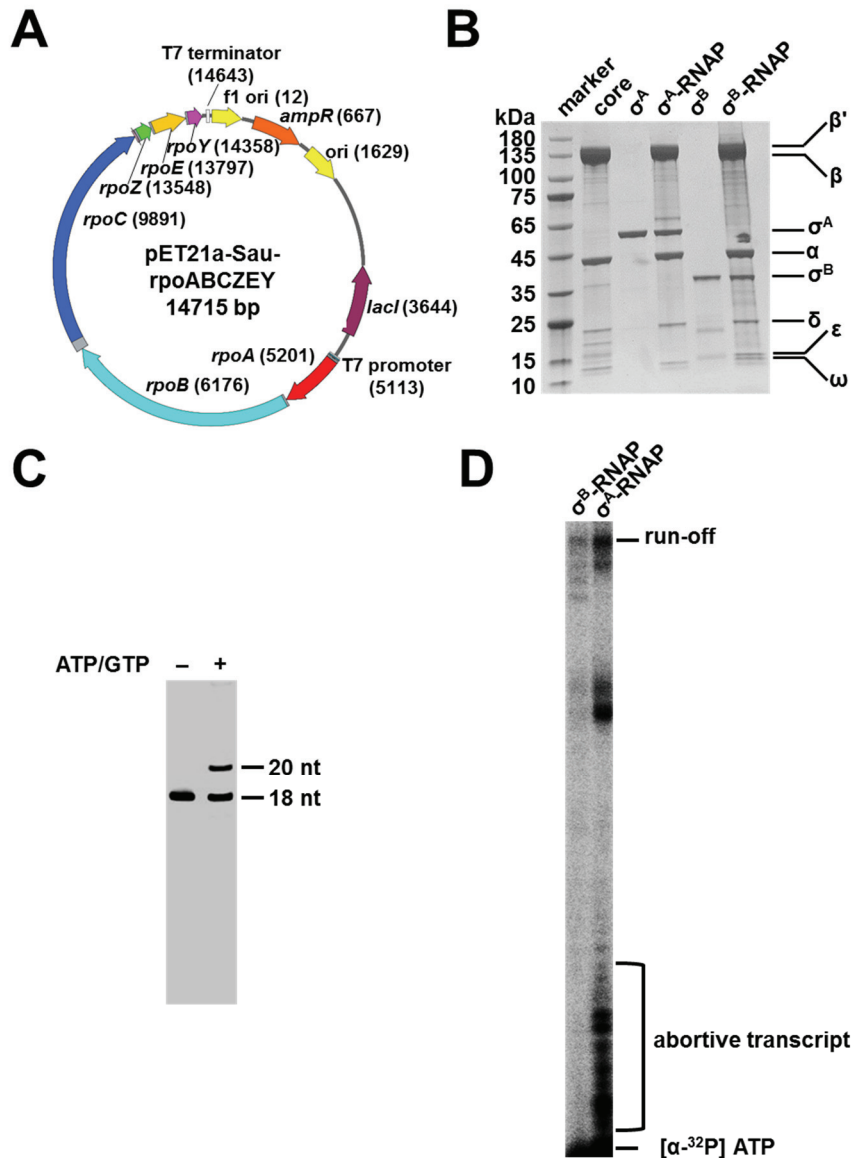 A
T7 terminator
(14643)
f1 ori (12)
ampR (667)
rpoY (14358)
ori (1629)
rpoE (13797)
rpoZ (13548)
rpoC (9891)
pET21a-Sau-
rpoABCZEY
14715 bp
lacI (3644)
rpoA (5201)
T7 promoter
(5113)
rpoB (6176)
B
marker
core
σᴬ
σᴬ-RNAP
σᴮ
σᴮ-RNAP
kDa
180
135
100
75
65
45
35
25
15
10
β'
β
σᴬ
α
σᴮ
δ
ε
ω
C
ATP/GTP – +
20 nt
18 nt
D
σᴮ-RNAP
σᴬ-RNAP
run-off
abortive transcript
[α-³²P] ATP